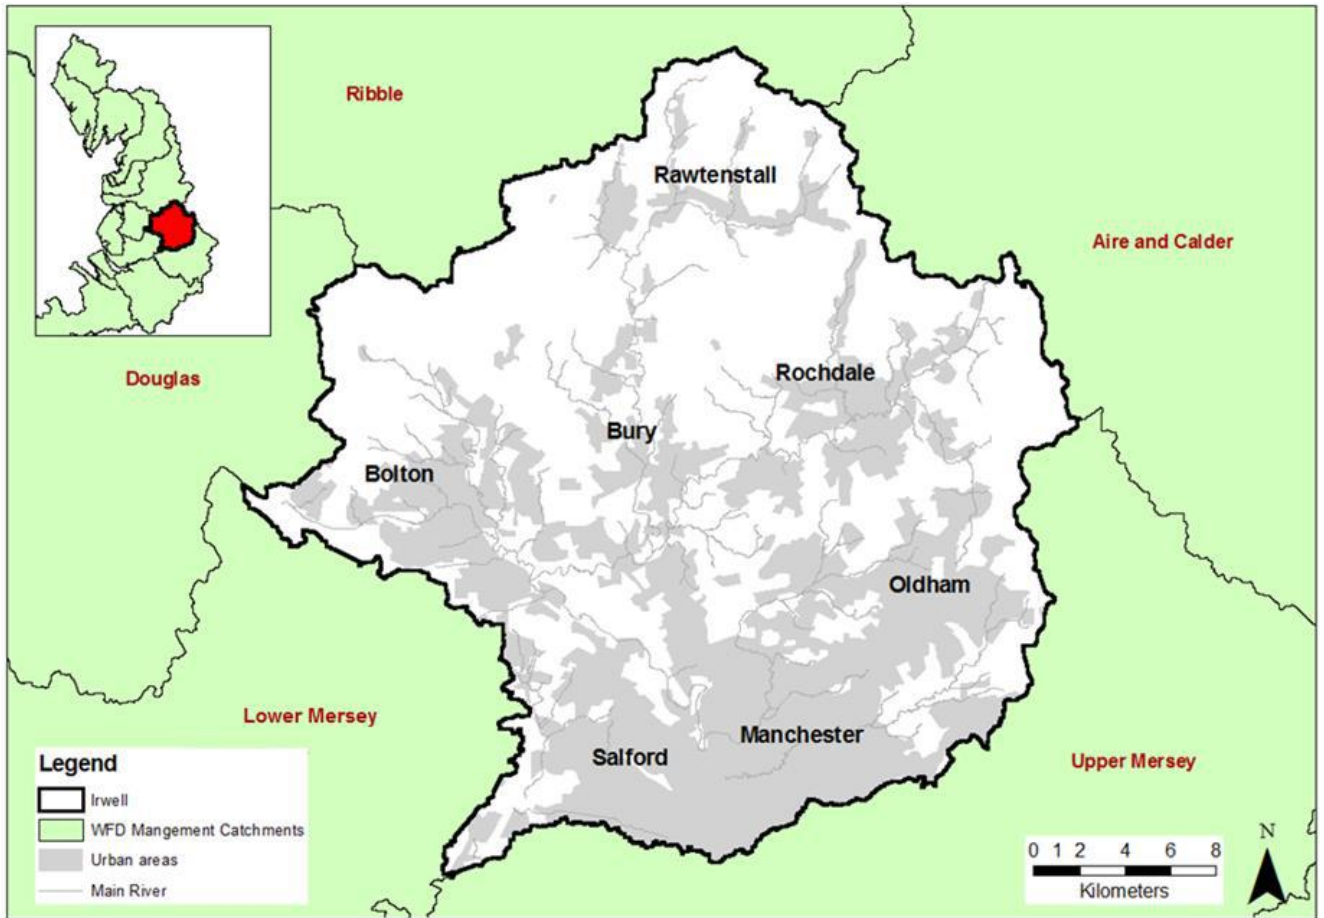 Ribble
Rawtenstall
Aire and Calder
Douglas
Rochdale
Bury
Bolton
Oldham
Lower Mersey
Manchester
Salford
Upper Mersey
Legend
Irwell
WFD Mangement Catchments
Urban areas
Main River
0 1 2 4 6 8
Kilometers
N